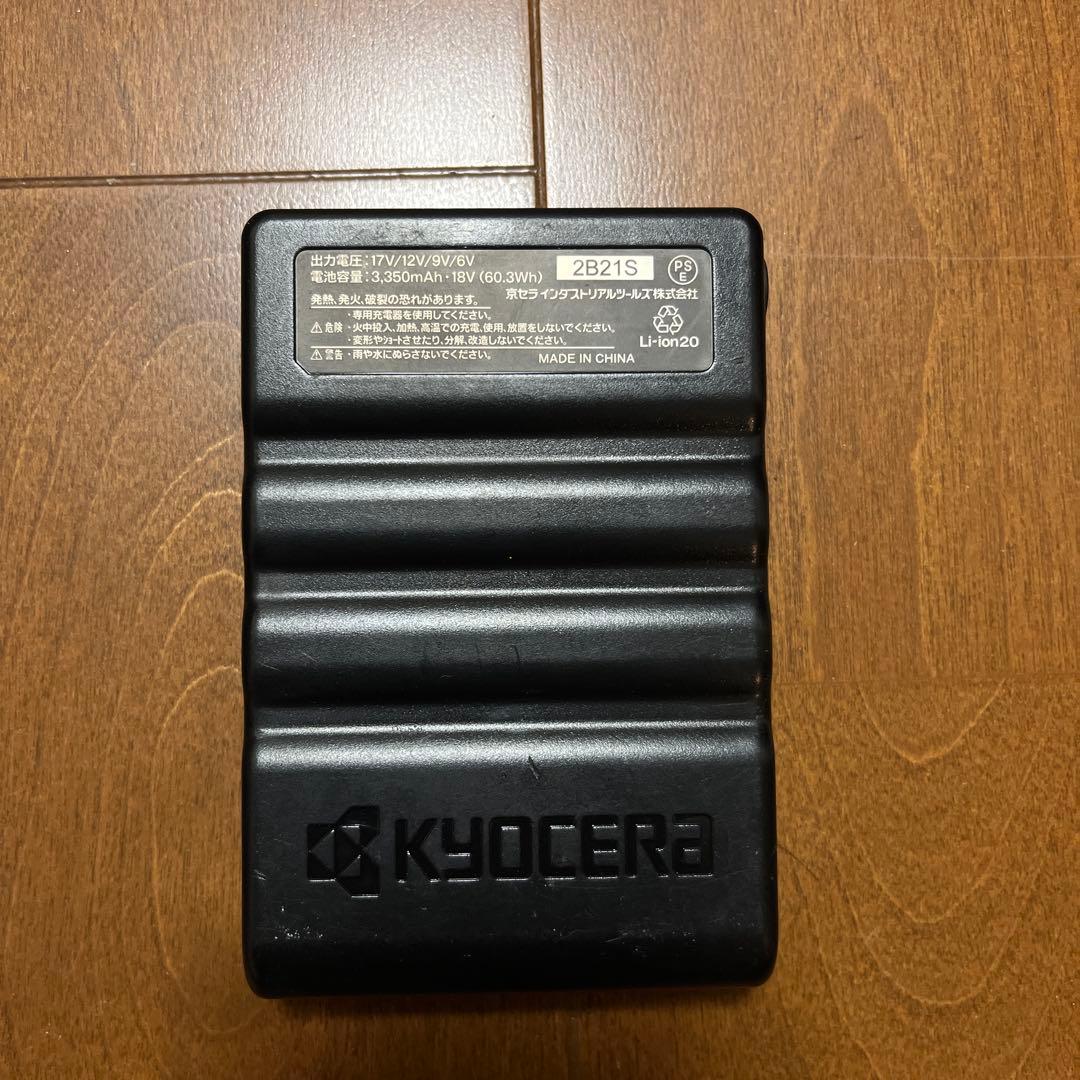 出力電圧:17V/12V/9V/6V
電池容量:3,350mAh・18V (60.3Wh)
2B21S
PS
E
京セラインダストリアルツールズ株式会社
発熱、発火、破裂の恐れがあります。
・専用充電器を使用してください。
⚠危険・火中投入、加熱、高温での充電、使用、放置をしないでください。
・変形やショートさせたり、分解、改造しないでください。
⚠警告・雨や水にぬらさないでください。
Li-ion20
MADE IN CHINA
KYOCERA